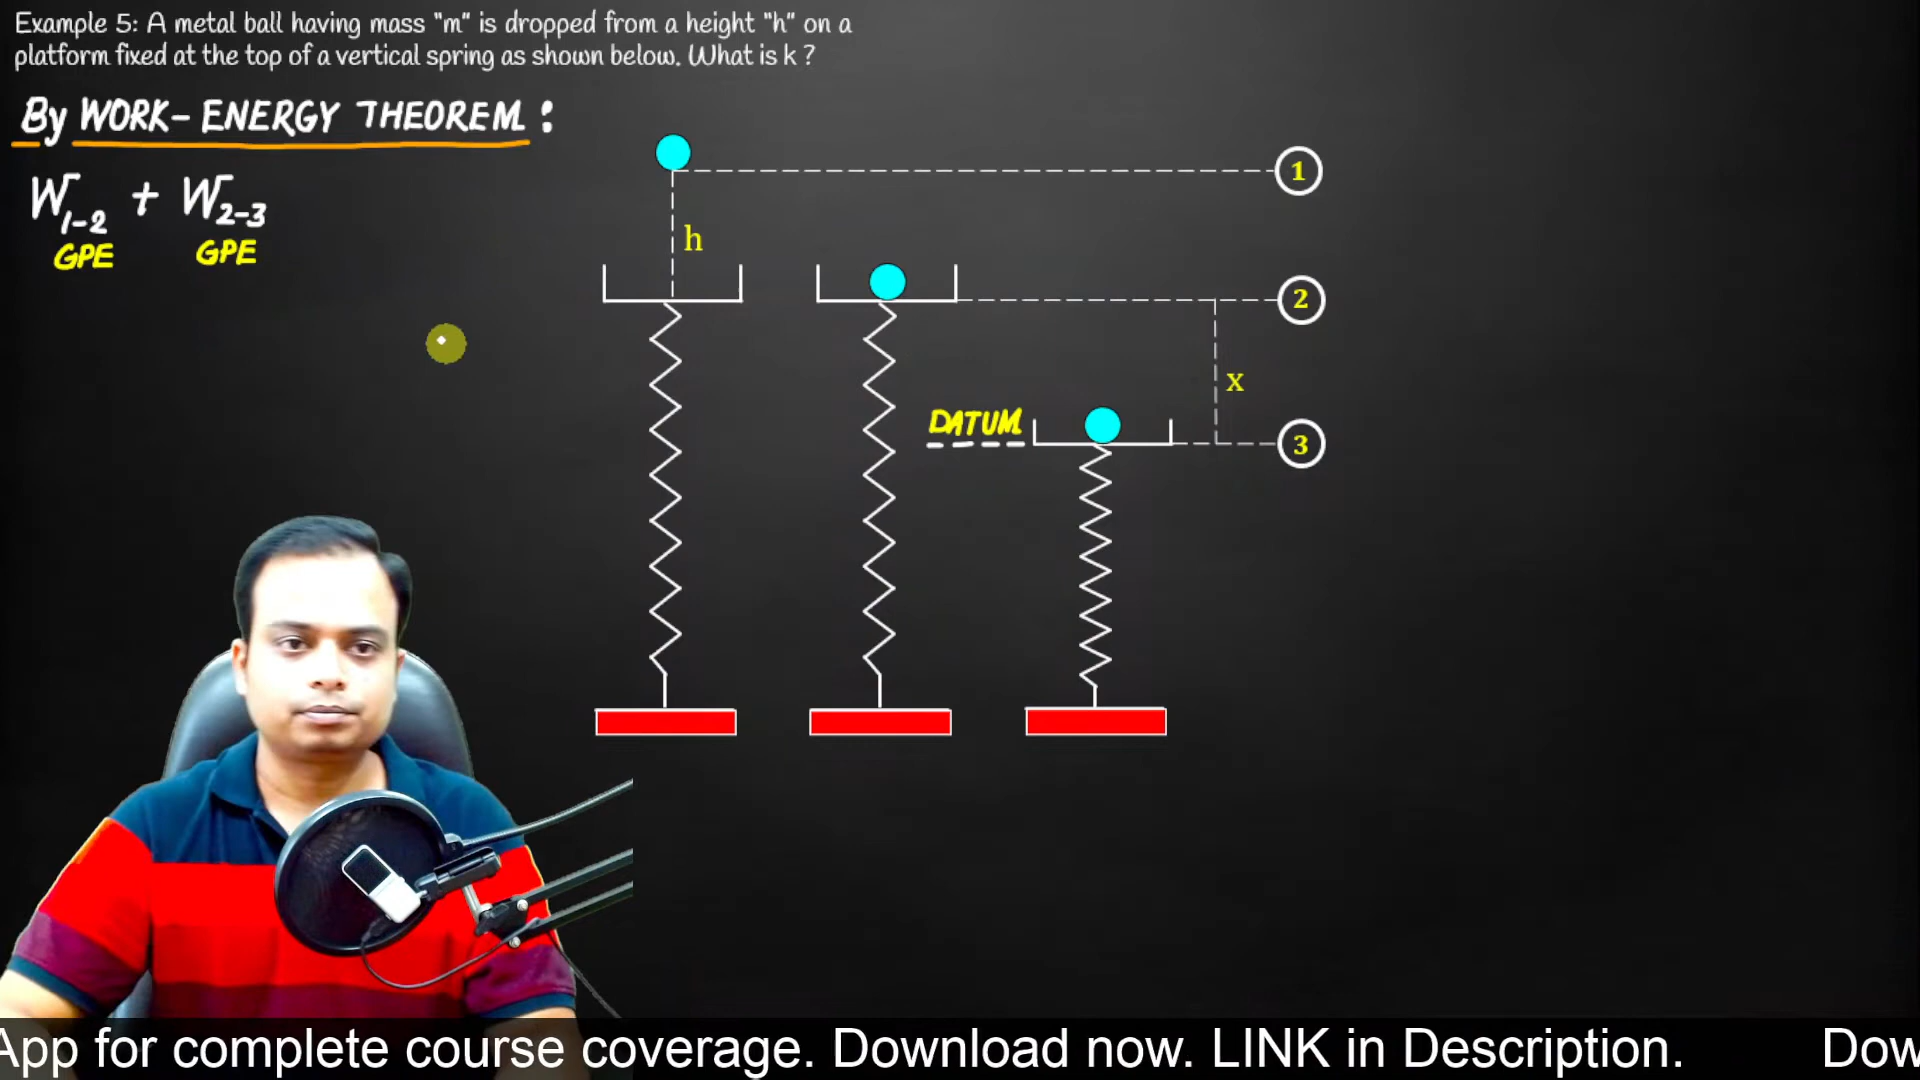 Example 5: A metal ball having mass "m" is dropped from a height "h" on a
platform fixed at the top of a vertical spring as shown below. What is k ?
By WORK-ENERGY THEOREM :
W1-2 + W2-3
GPE GPE
h
x
DATUM
1
2
3
App for complete course coverage. Download now. LINK in Description. Dow